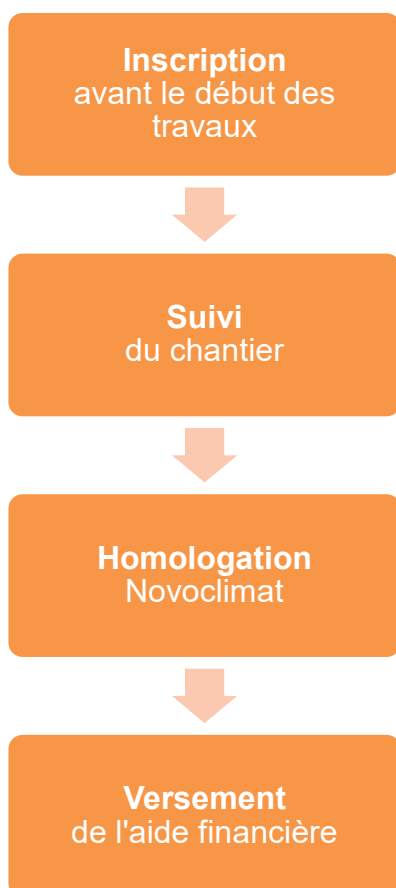 Inscription
avant le début des
travaux
Suivi
du chantier
Homologation
Novoclimat
Versement
de l'aide financière